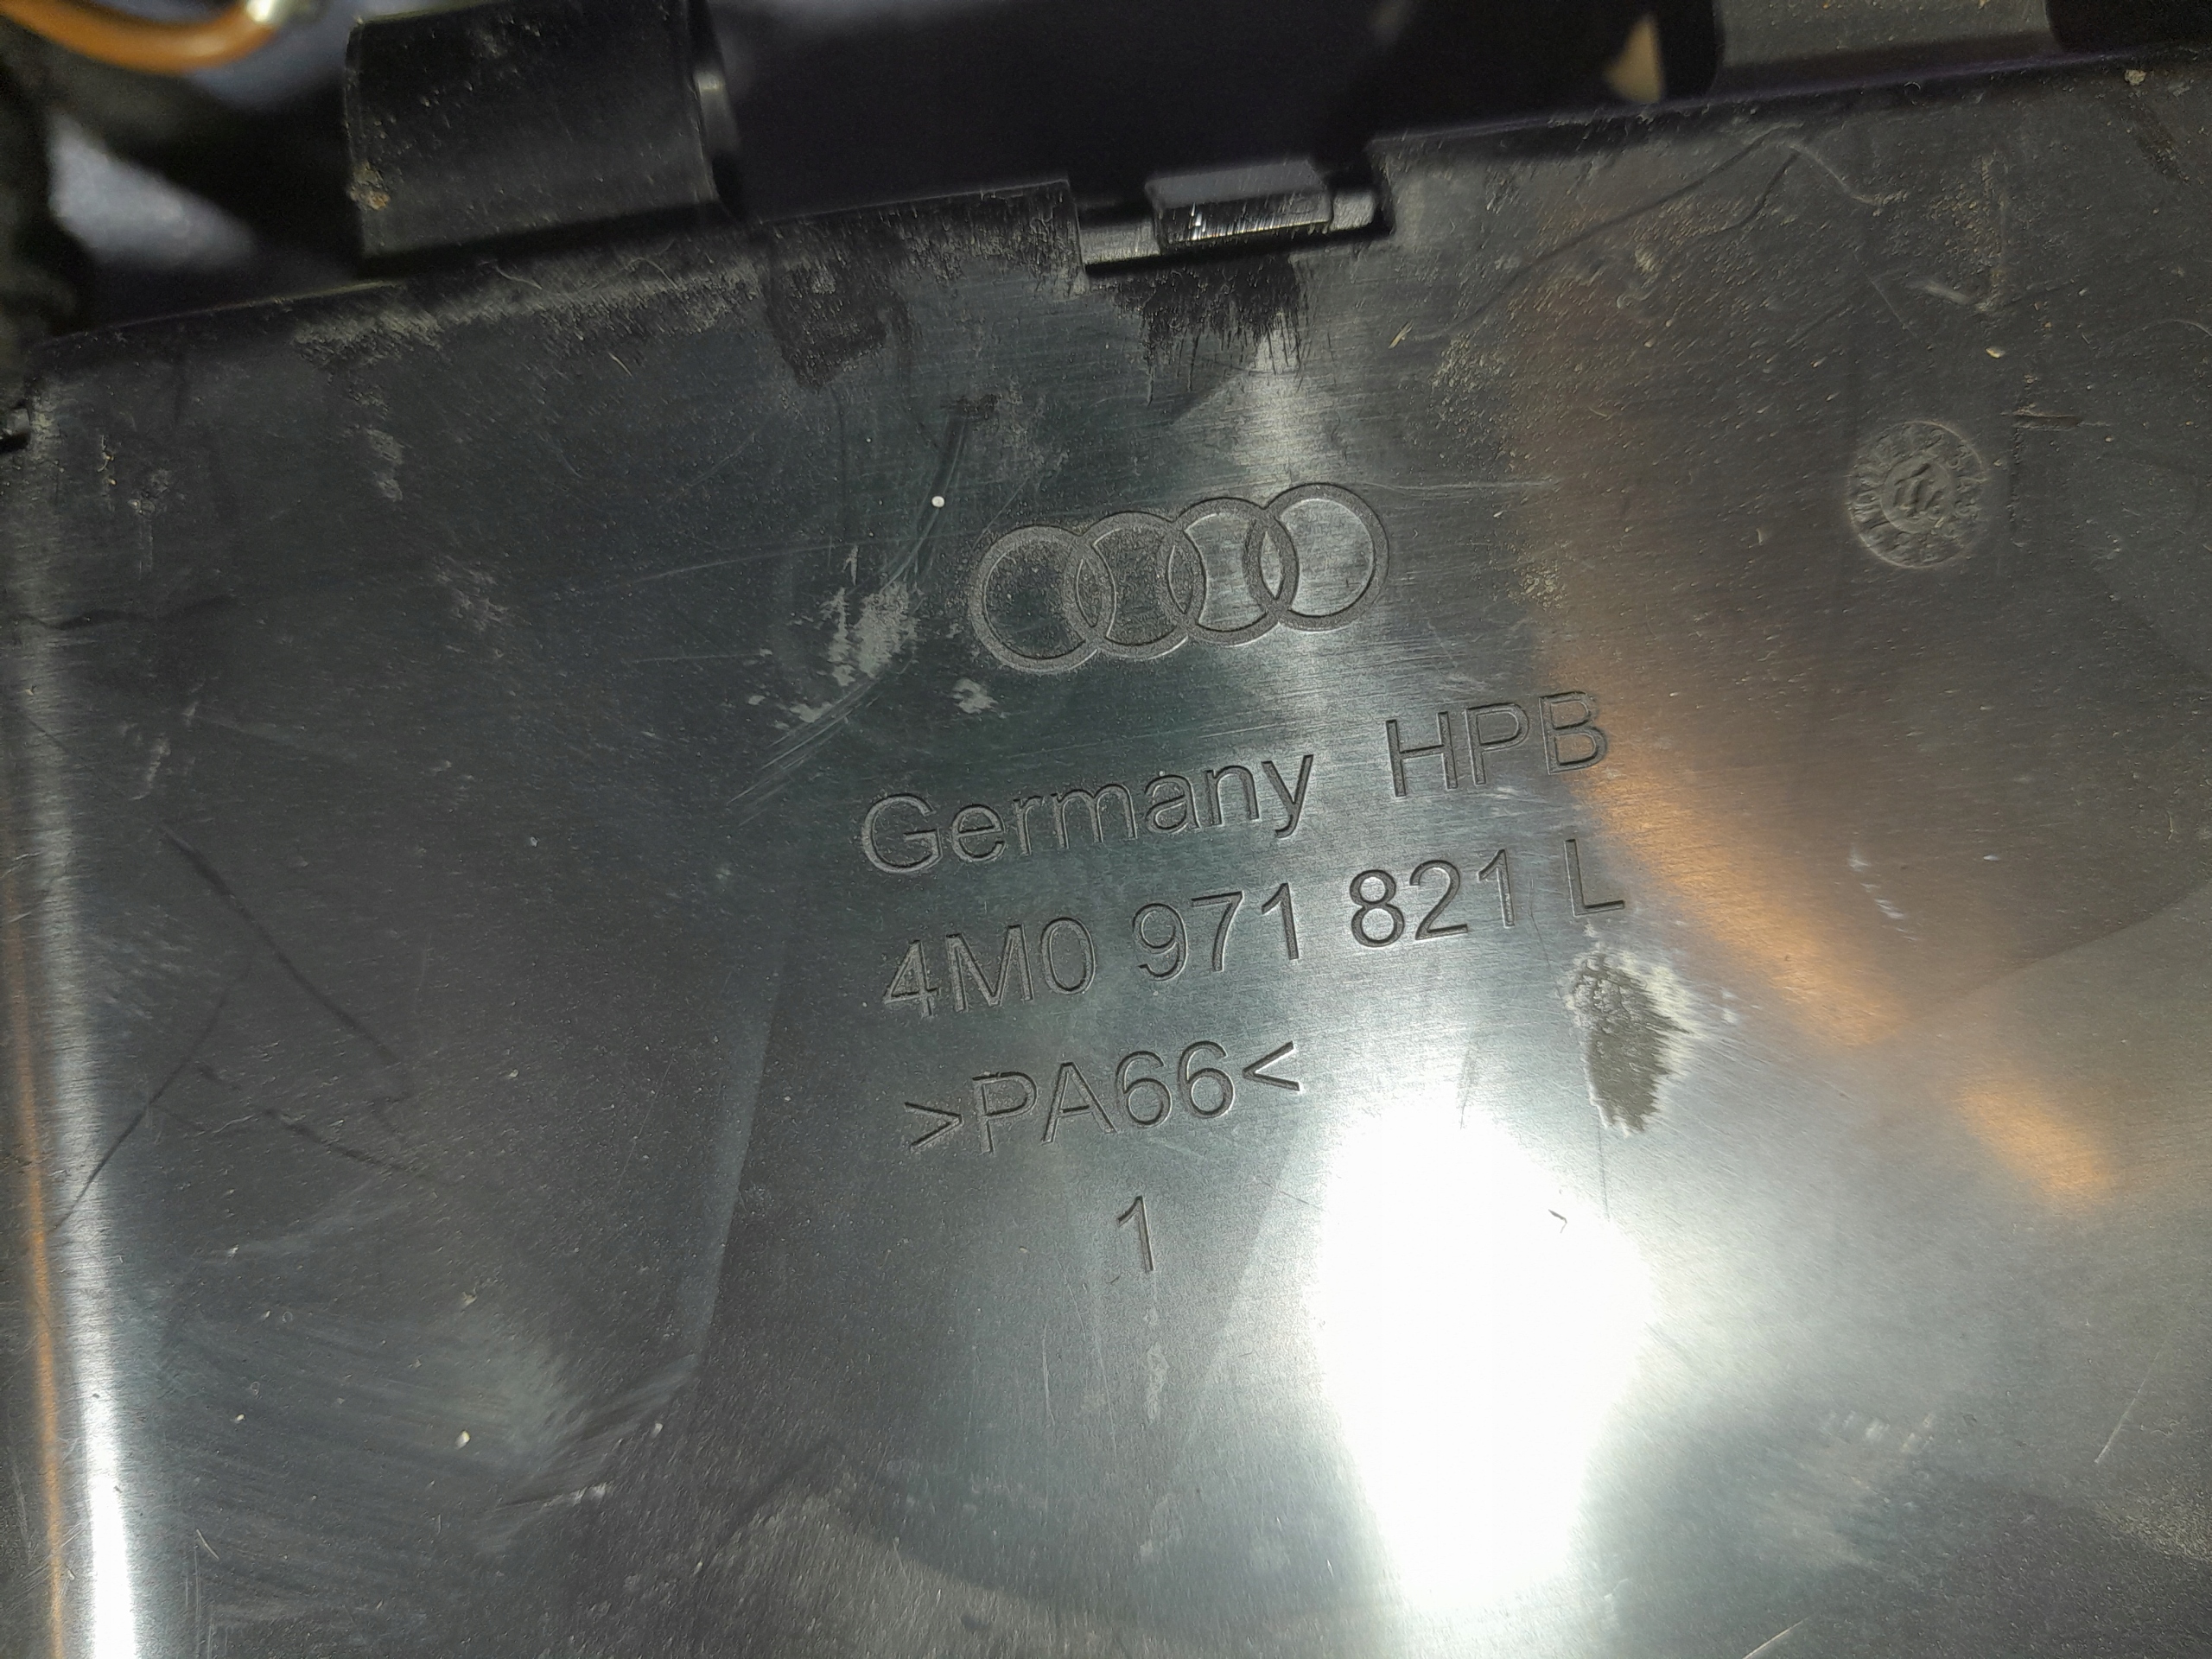 Germany HPB
4M0 971 821 L
>PA66<
1